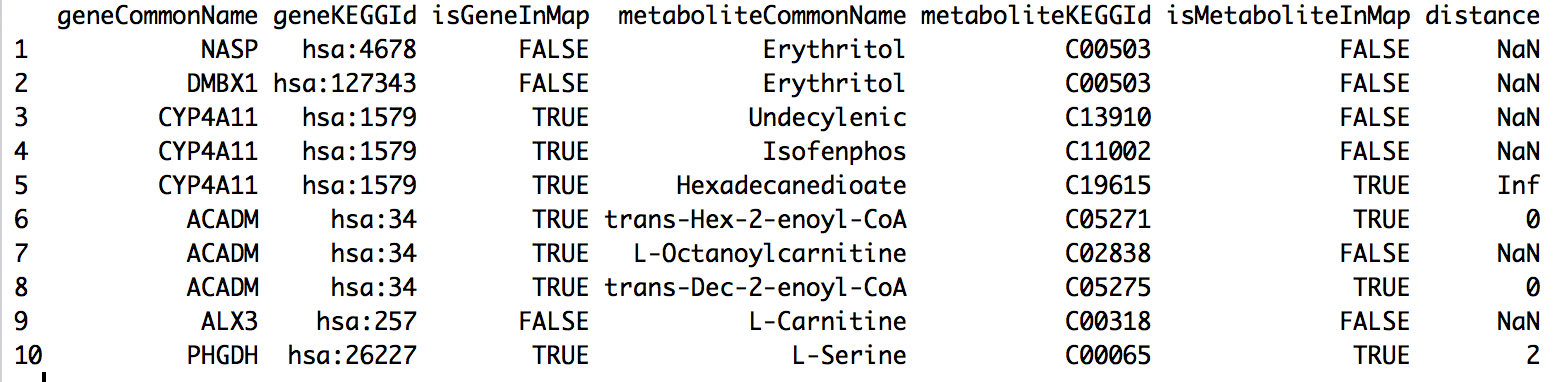 geneCommonName geneKEGGId isGeneInMap metaboliteCommonName metaboliteKEGGId isMetaboliteInMap distance
1 NASP hsa:4678 FALSE Erythritol C00503 FALSE NaN
2 DMBX1 hsa:127343 FALSE Erythritol C00503 FALSE NaN
3 CYP4A11 hsa:1579 TRUE Undecylenic C13910 FALSE NaN
4 CYP4A11 hsa:1579 TRUE Isofenphos C11002 FALSE NaN
5 CYP4A11 hsa:1579 TRUE Hexadecanedioate C19615 TRUE Inf
6 ACADM hsa:34 TRUE trans-Hex-2-enoyl-CoA C05271 TRUE 0
7 ACADM hsa:34 TRUE L-Octanoylcarnitine C02838 FALSE NaN
8 ACADM hsa:34 TRUE trans-Dec-2-enoyl-CoA C05275 TRUE 0
9 ALX3 hsa:257 FALSE L-Carnitine C00318 FALSE NaN
10 PHGDH hsa:26227 TRUE L-Serine C00065 TRUE 2